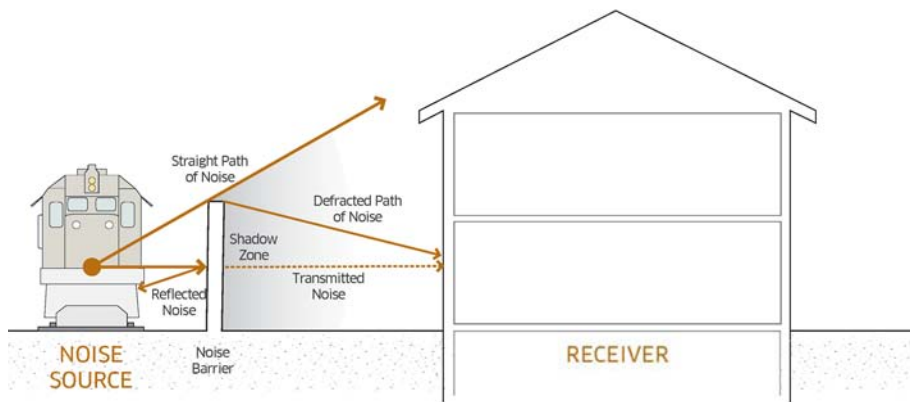 Straight Path
of Noise
Defracted Path
of Noise
Shadow
Zone
Transmitted
Noise
Reflected
Noise
NOISE
SOURCE
Noise
Barrier
RECEIVER